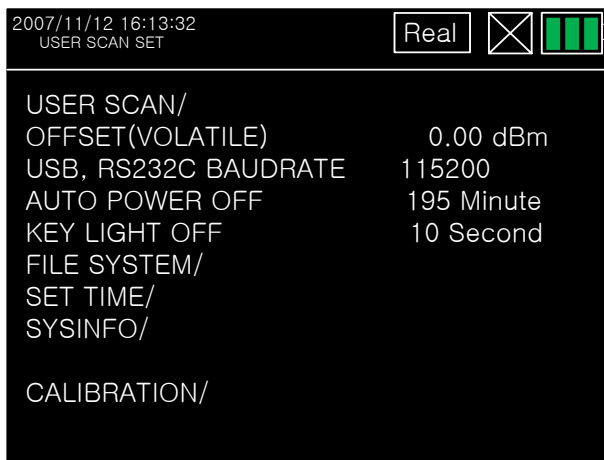 2007/11/12 16:13:32
USER SCAN SET
Real
USER SCAN/
OFFSET(VOLATILE) 0.00 dBm
USB, RS232C BAUDRATE 115200
AUTO POWER OFF 195 Minute
KEY LIGHT OFF 10 Second
FILE SYSTEM/
SET TIME/
SYSINFO/
CALIBRATION/